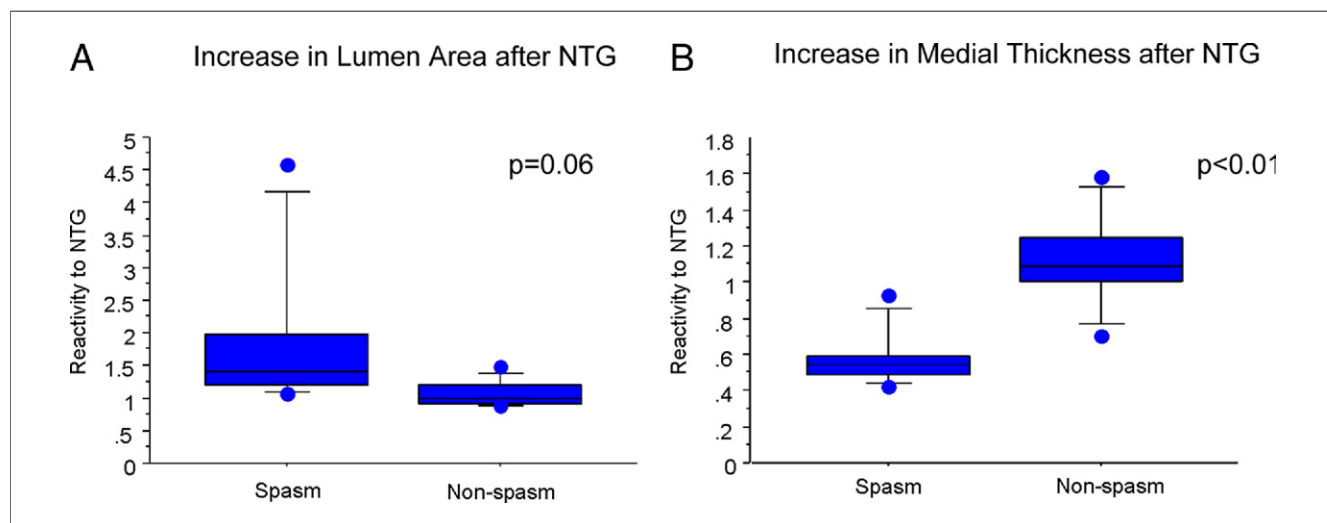 A
Increase in Lumen Area after NTG
p=0.06
Reactivity to NTG
5
4.5
4
3.5
3
2.5
2
1.5
1
.5
0
Spasm
Non-spasm
B
Increase in Medial Thickness after NTG
p<0.01
Reactivity to NTG
1.8
1.6
1.4
1.2
1
.8
.6
.4
.2
0
Spasm
Non-spasm